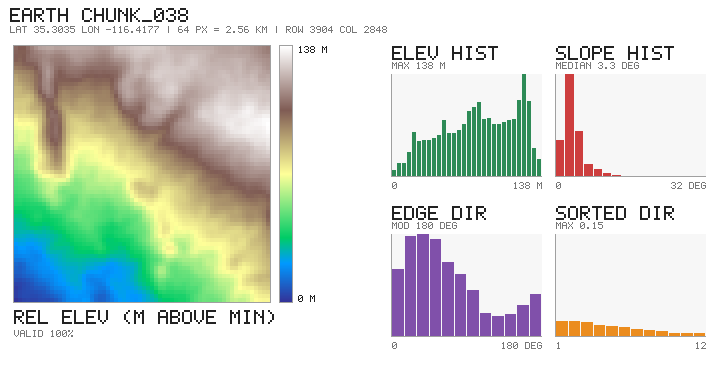 EARTH CHUNK_038
LAT 35.3035 LON -116.4177 | 64 PX = 2.56 KM | ROW 3904 COL 2848
138 M
0 M
REL ELEV (M ABOVE MIN)
VALID 100%
ELEV HIST
MAX 138 M
0 138 M
SLOPE HIST
MEDIAN 3.3 DEG
0 32 DEG
EDGE DIR
MOD 180 DEG
0 180 DEG
SORTED DIR
MAX 0.15
1 12